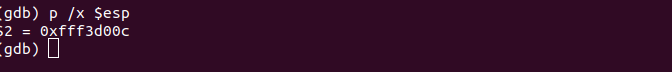 (gdb) p /x $esp
$2 = 0xfff3d00c
(gdb)